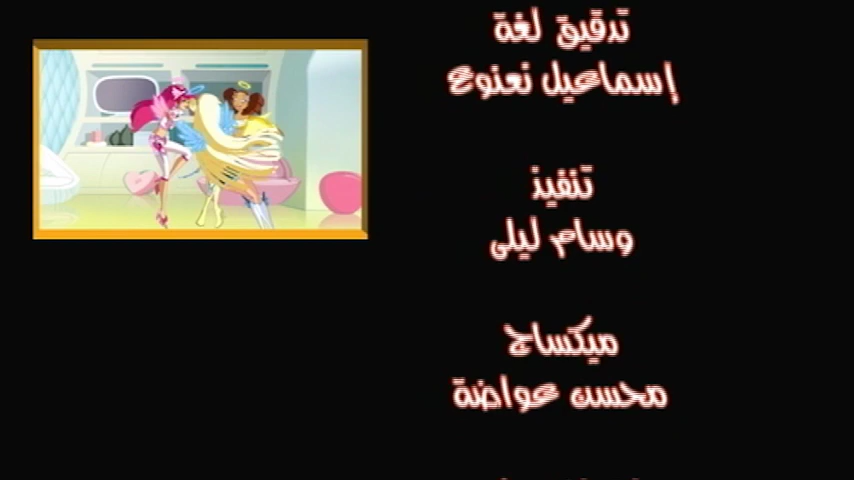 تدقيق لغة
إسماعيل نعنوع
تنفيذ
وسام ليلى
ميكساج
محسن عواضة